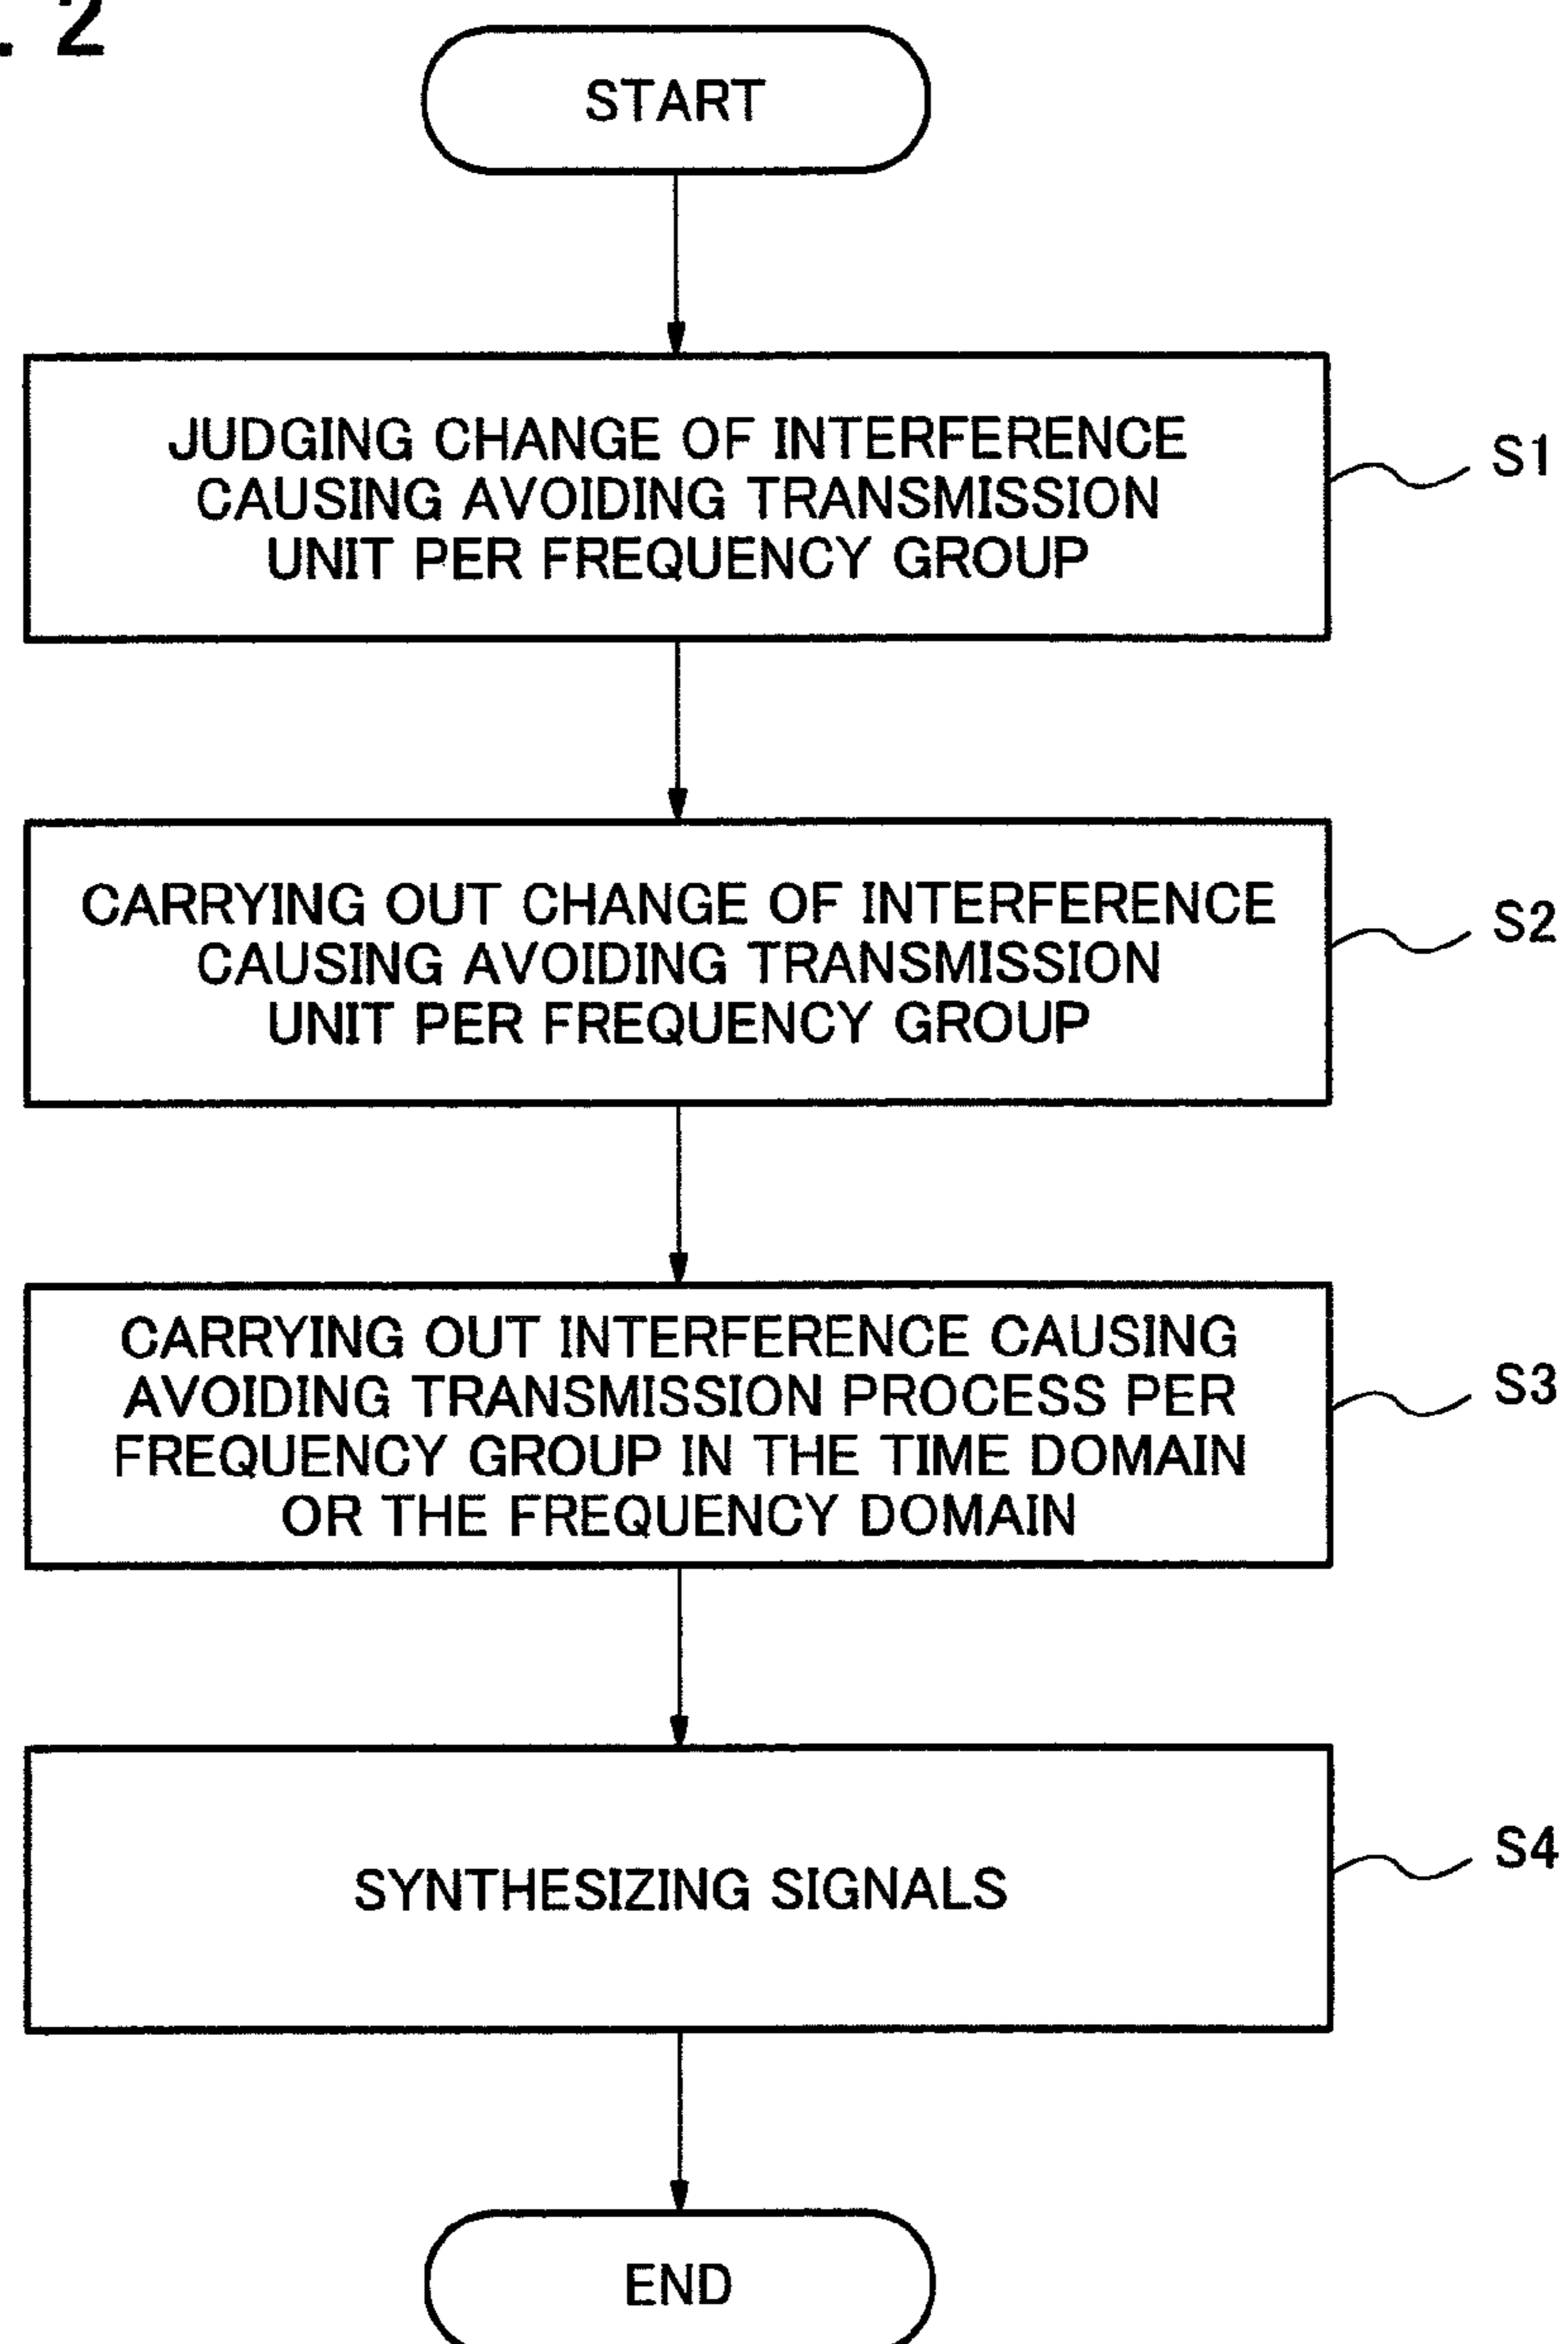 . 2
START
JUDGING CHANGE OF INTERFERENCE
CAUSING AVOIDING TRANSMISSION
UNIT PER FREQUENCY GROUP
S1
CARRYING OUT CHANGE OF INTERFERENCE
CAUSING AVOIDING TRANSMISSION
UNIT PER FREQUENCY GROUP
S2
CARRYING OUT INTERFERENCE CAUSING
AVOIDING TRANSMISSION PROCESS PER
FREQUENCY GROUP IN THE TIME DOMAIN
OR THE FREQUENCY DOMAIN
S3
SYNTHESIZING SIGNALS
S4
END